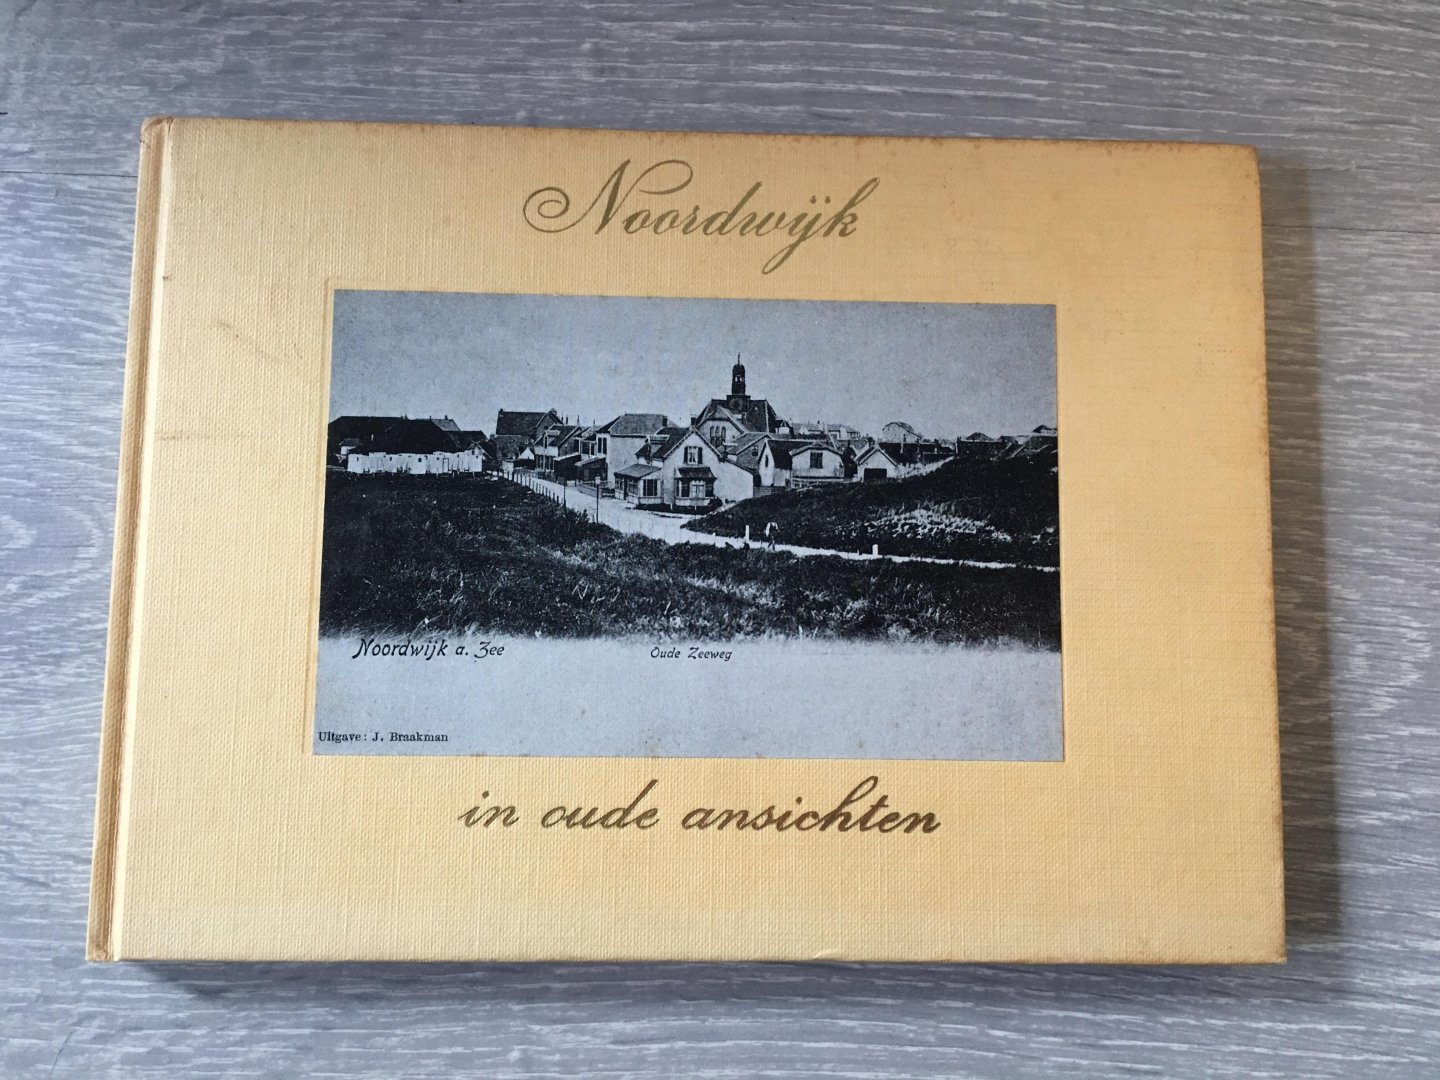 Noordwijk
Noordwijk a. Zee
Oude Zeeweg
Uitgave: J. Braakman
in oude ansichten